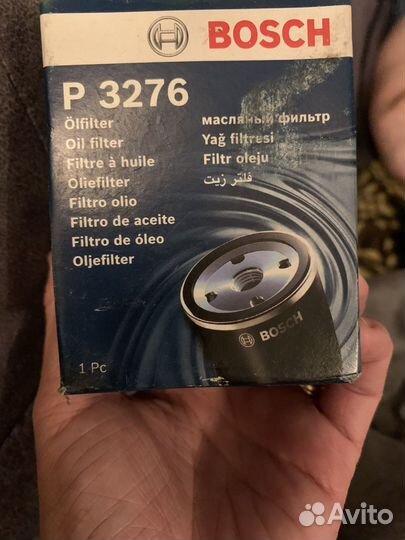 BOSCH
P 3276
Ölfilter
Oil filter
Filtre à huile
Oliefilter
Filtro olio
Filtro de aceite
Filtro de óleo
Oljefilter
масляный фильтр
Yağ filtresi
Filtr oleju
فلتر زيت
BOSCH
1 Pc
Avito